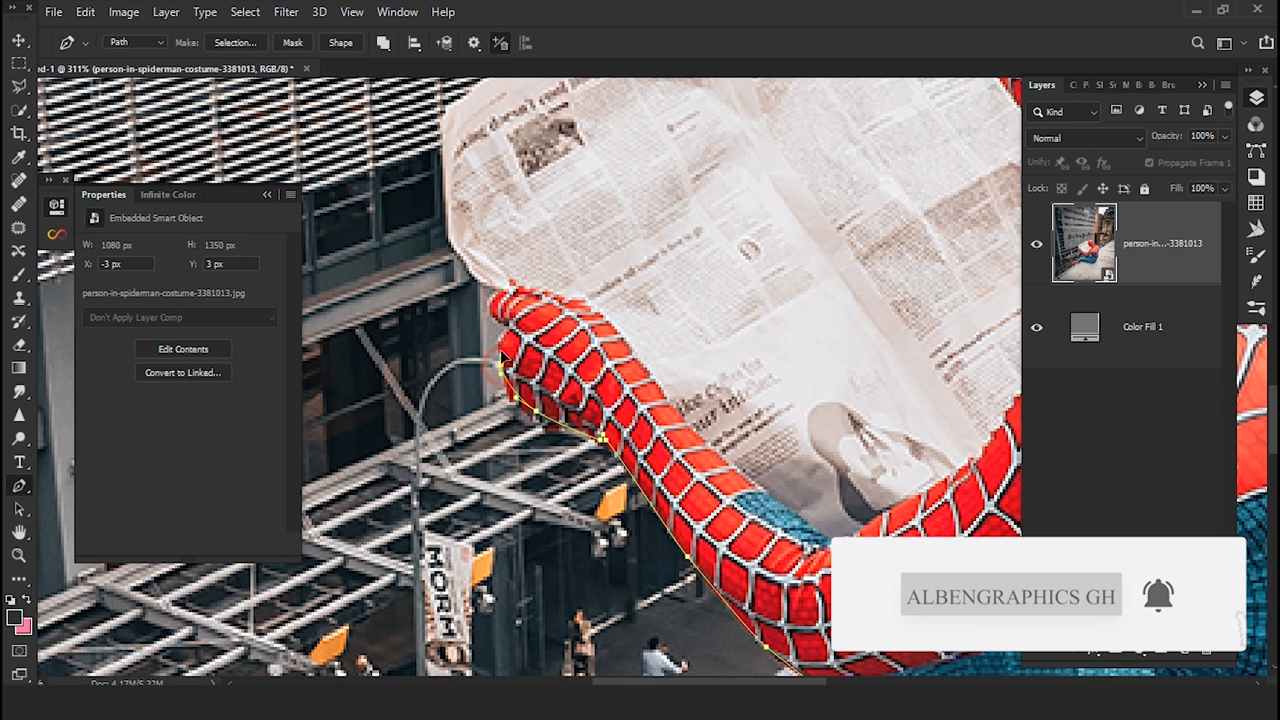 File Edit Image Layer Type Select Filter 3D View Window Help
Path Make: Selection... Mask Shape
ed-1 @ 311% (person-in-spiderman-costume-3381013, RGB/8) *
Properties Infinite Color
Embedded Smart Object
W: 1080 px H: 1350 px
X: -3 px Y: 3 px
person-in-spiderman-costume-3381013.jpg
Don't Apply Layer Comp
Edit Contents
Convert to Linked...
Layers
Kind
Normal Opacity: 100%
Unify: Propagate Frame 1
Lock: Fill: 100%
person-in...-3381013
Color Fill 1
MORM
ALBENGRAPHICS GH